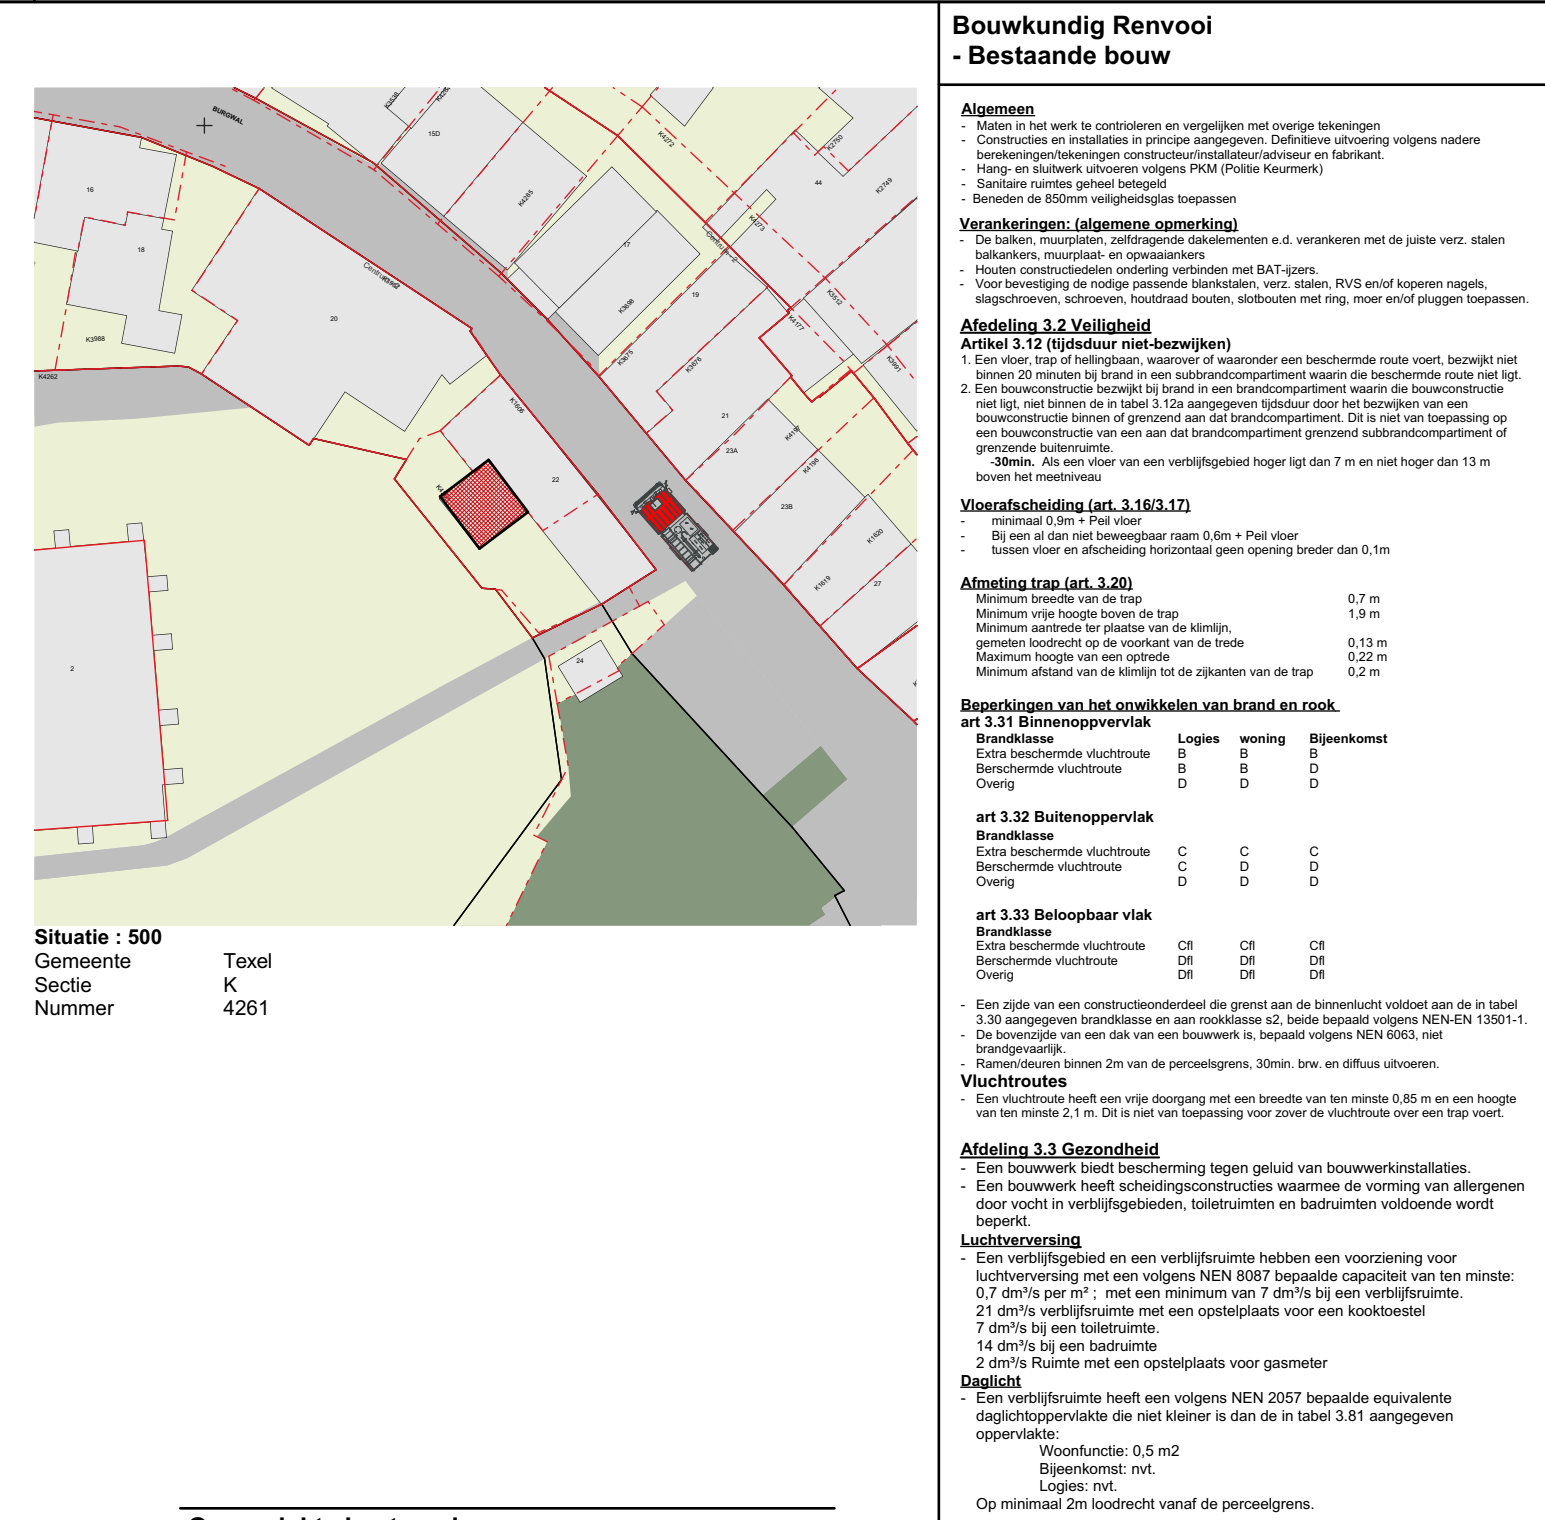 Bouwkundig Renvooi
- Bestaande bouw
BURGWAL
K3838
15D
K4272
K2750
44
K2749
16
K4265
K4273
18
17
Centrum - 2
Centrum
K3952
19
K3698
K3512
K4177
20
K3988
K3675
K3676
K3691
K4262
K1606
21
K4197
23A
K4196
22
23B
K1620
K1619
27
24
2
Situatie : 500
Gemeente Texel
Sectie K
Nummer 4261
Algemeen
- Maten in het werk te controleren en vergelijken met overige tekeningen
- Constructies en installaties in principe aangegeven. Definitieve uitvoering volgens nadere
berekeningen/tekeningen constructeur/installateur/adviseur en fabrikant.
- Hang- en sluitwerk uitvoeren volgens PKM (Politie Keurmerk)
- Sanitaire ruimtes geheel betegeld
- Beneden de 850mm veiligheidsglas toepassen
Verankeringen: (algemene opmerking)
- De balken, muurplaten, zelfdragende dakelementen e.d. verankeren met de juiste verz. stalen
balkankers, muurplaat- en opwaaiankers
- Houten constructiedelen onderling verbinden met BAT-ijzers.
- Voor bevestiging de nodige passende blankstalen, verz. stalen, RVS en/of koperen nagels,
slagschroeven, schroeven, houtdraad bouten, slotbouten met ring, moer en/of pluggen toepassen.
Afedeling 3.2 Veiligheid
Artikel 3.12 (tijdsduur niet-bezwijken)
1. Een vloer, trap of hellingbaan, waarover of waaronder een beschermde route voert, bezwijkt niet
binnen 20 minuten bij brand in een subbrandcompartiment waarin die beschermde route niet ligt.
2. Een bouwconstructie bezwijkt bij brand in een brandcompartiment waarin die bouwconstructie
niet ligt, niet binnen de in tabel 3.12a aangegeven tijdsduur door het bezwijken van een
bouwconstructie binnen of grenzend aan dat brandcompartiment. Dit is niet van toepassing op
een bouwconstructie van een aan dat brandcompartiment grenzend subbrandcompartiment of
grenzende buitenruimte.
-30min. Als een vloer van een verblijfsgebied hoger ligt dan 7 m en niet hoger dan 13 m
boven het meetniveau
Vloerafscheiding (art. 3.16/3.17)
- minimaal 0,9m + Peil vloer
- Bij een al dan niet beweegbaar raam 0,6m + Peil vloer
- tussen vloer en afscheiding horizontaal geen opening breder dan 0,1m
Afmeting trap (art. 3.20)
Minimum breedte van de trap 0,7 m
Minimum vrije hoogte boven de trap 1,9 m
Minimum aantrede ter plaatse van de klimlijn,
gemeten loodrecht op de voorkant van de trede 0,13 m
Maximum hoogte van een optrede 0,22 m
Minimum afstand van de klimlijn tot de zijkanten van de trap 0,2 m
Beperkingen van het onwikkelen van brand en rook
art 3.31 Binnenoppvervlak
Brandklasse Logies woning Bijeenkomst
Extra beschermde vluchtroute B B B
Berschermde vluchtroute B B D
Overig D D D
art 3.32 Buitenoppervlak
Brandklasse
Extra beschermde vluchtroute C C C
Berschermde vluchtroute C D D
Overig D D D
art 3.33 Beloopbaar vlak
Brandklasse
Extra beschermde vluchtroute Cfl Cfl Cfl
Berschermde vluchtroute Dfl Dfl Dfl
Overig Dfl Dfl Dfl
- Een zijde van een constructieonderdeel die grenst aan de binnenlucht voldoet aan de in tabel
3.30 aangegeven brandklasse en aan rookklasse s2, beide bepaald volgens NEN-EN 13501-1.
- De bovenzijde van een dak van een bouwwerk is, bepaald volgens NEN 6063, niet
brandgevaarlijk.
- Ramen/deuren binnen 2m van de perceelsgrens, 30min. brw. en diffuus uitvoeren.
Vluchtroutes
- Een vluchtroute heeft een vrije doorgang met een breedte van ten minste 0,85 m en een hoogte
van ten minste 2,1 m. Dit is niet van toepassing voor zover de vluchtroute over een trap voert.
Afdeling 3.3 Gezondheid
- Een bouwwerk biedt bescherming tegen geluid van bouwwerkinstallaties.
- Een bouwwerk heeft scheidingsconstructies waarmee de vorming van allergenen
door vocht in verblijfsgebieden, toiletruimten en badruimten voldoende wordt
beperkt.
Luchtverversing
- Een verblijfsgebied en een verblijfsruimte hebben een voorziening voor
luchtverversing met een volgens NEN 8087 bepaalde capaciteit van ten minste:
0,7 dm³/s per m² ; met een minimum van 7 dm³/s bij een verblijfsruimte.
21 dm³/s verblijfsruimte met een opstelplaats voor een kooktoestel
7 dm³/s bij een toiletruimte.
14 dm³/s bij een badruimte
2 dm³/s Ruimte met een opstelplaats voor gasmeter
Daglicht
- Een verblijfsruimte heeft een volgens NEN 2057 bepaalde equivalente
daglichtoppervlakte die niet kleiner is dan de in tabel 3.81 aangegeven
oppervlakte:
Woonfunctie: 0,5 m2
Bijeenkomst: nvt.
Logies: nvt.
Op minimaal 2m loodrecht vanaf de perceelgrens.